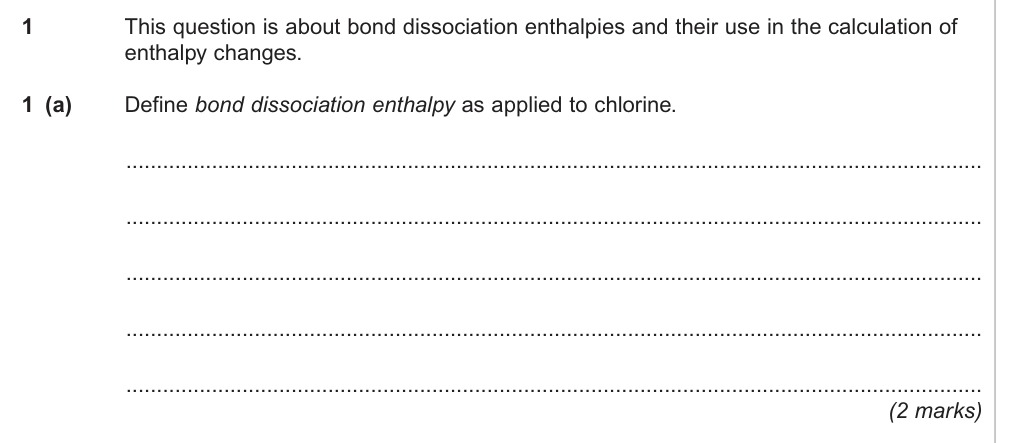 1 This question is about bond dissociation enthalpies and their use in the calculation of
enthalpy changes.
1 (a) Define bond dissociation enthalpy as applied to chlorine.
(2 marks)